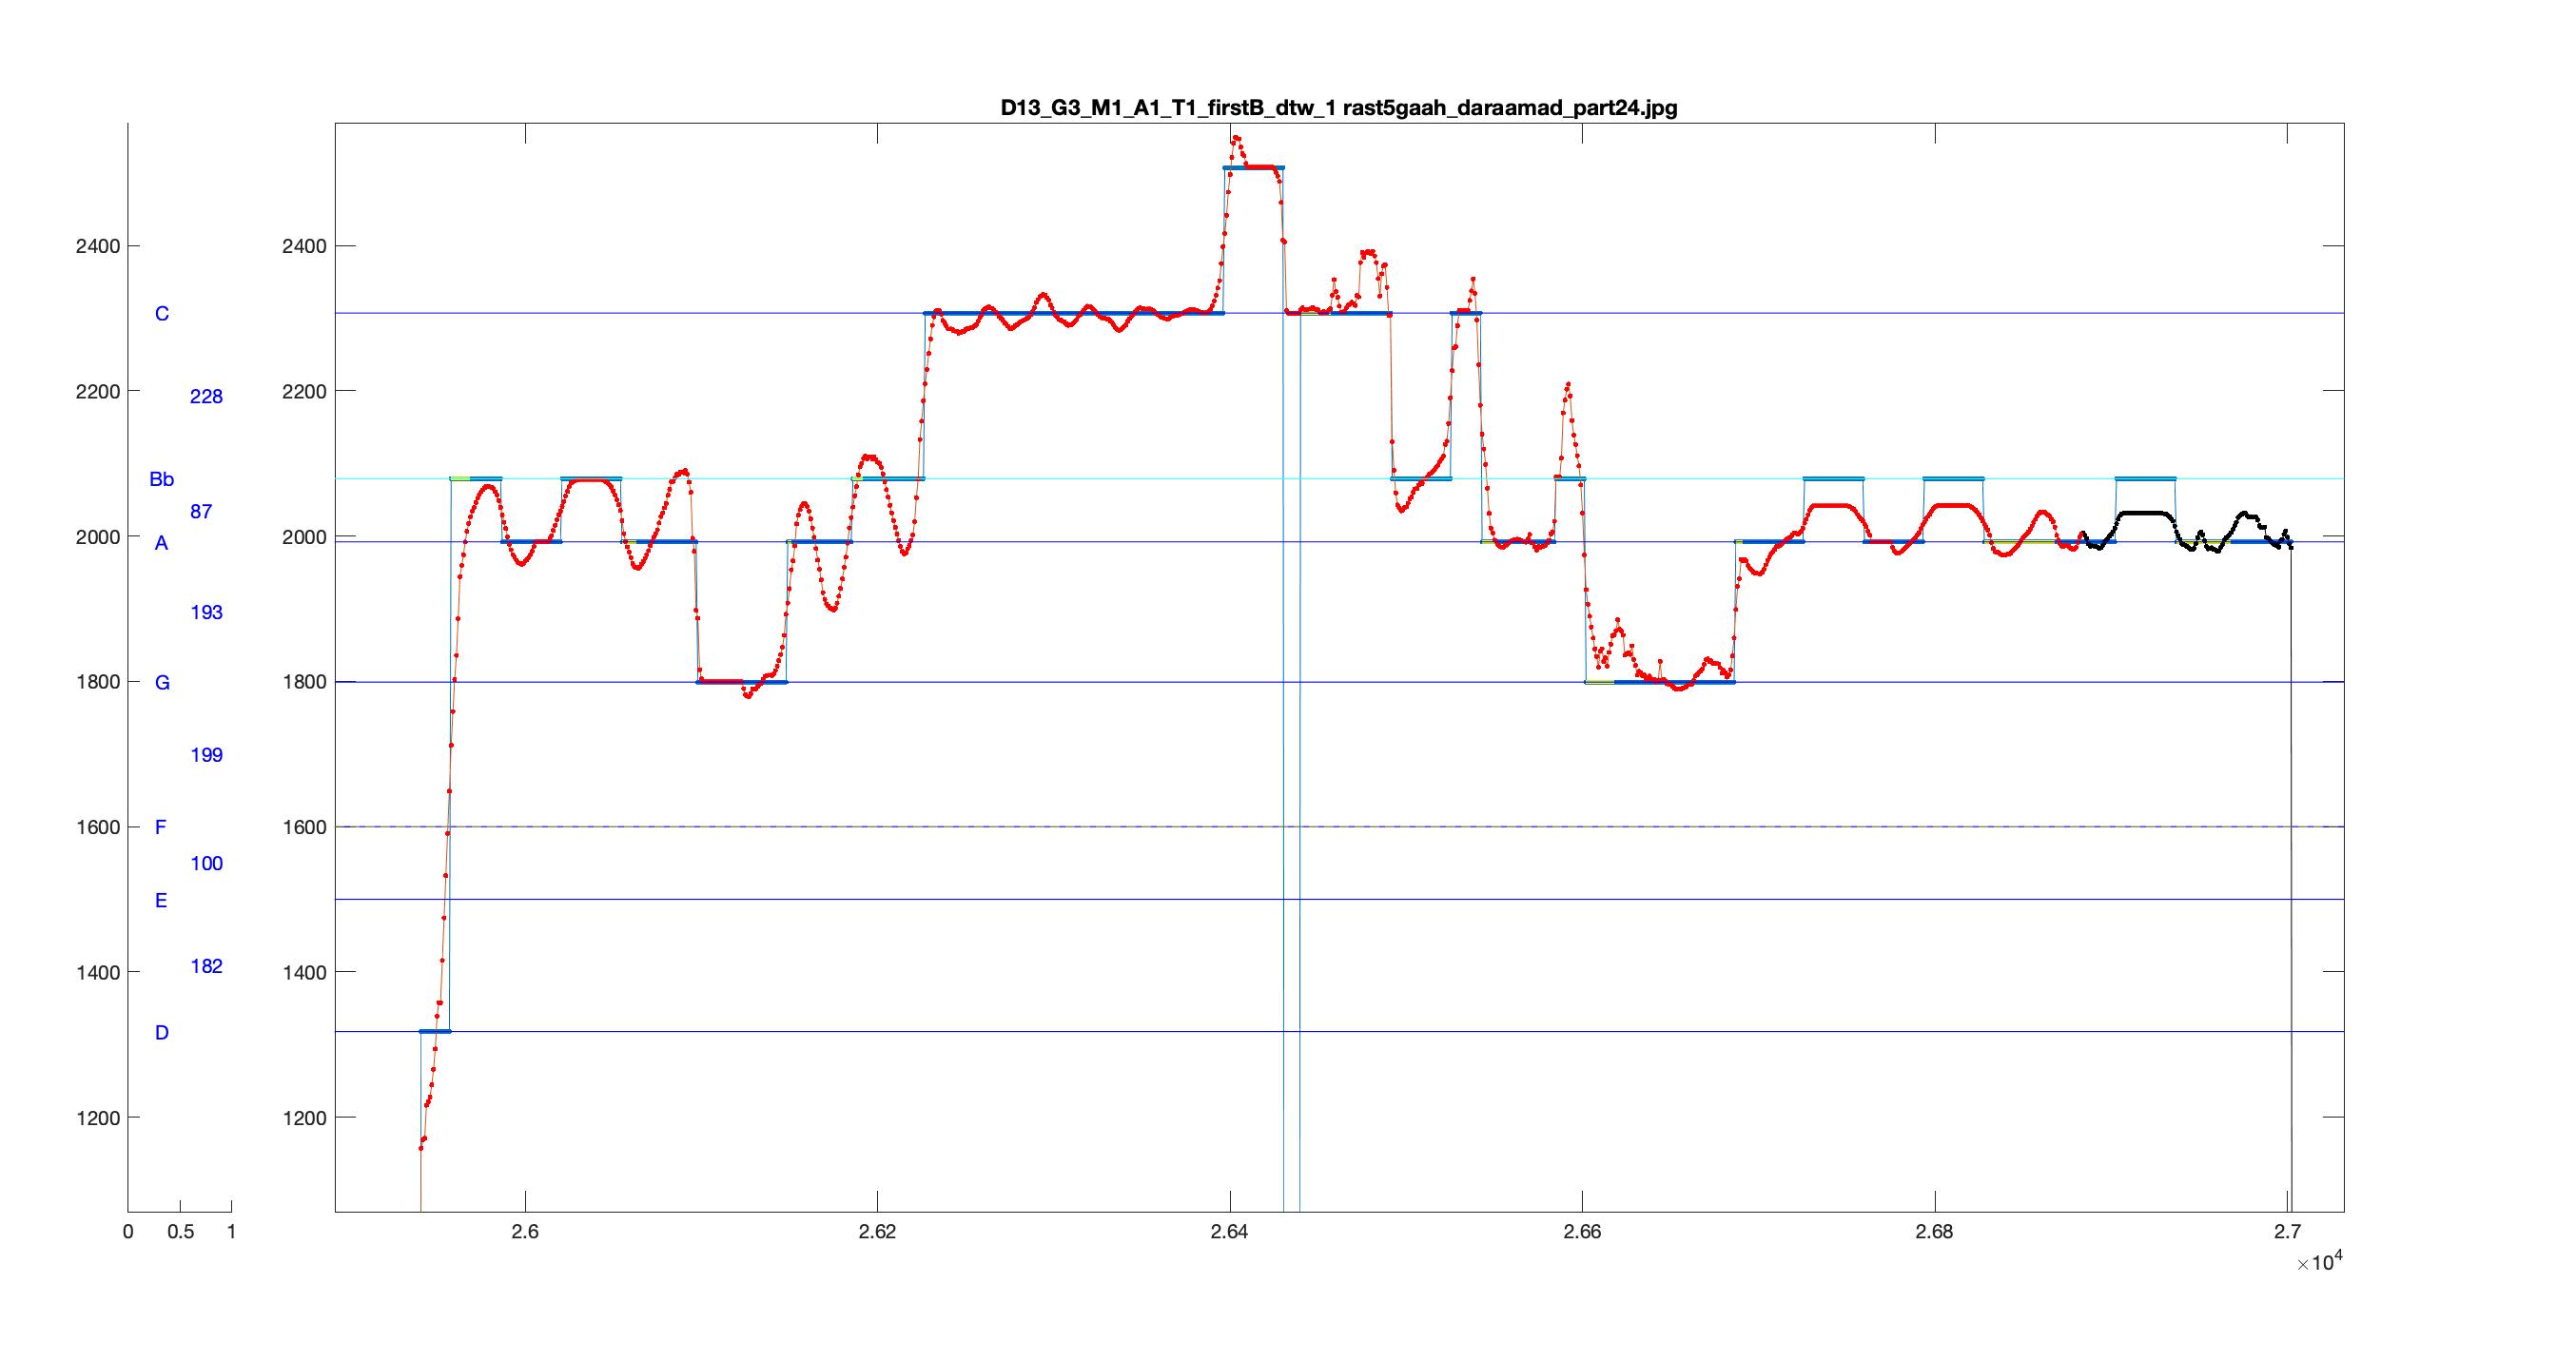 D13_G3_M1_A1_T1_firstB_dtw_1 rast5gaah_daraamad_part24.jpg
2400 2400
C
2200 228 2200
Bb
87
2000 A 2000
193
1800 G 1800
199
1600 F 1600
100
E
1400 182 1400
D
1200 1200
0 0.5 1 2.6 2.62 2.64 2.66 2.68 2.7
×10⁴